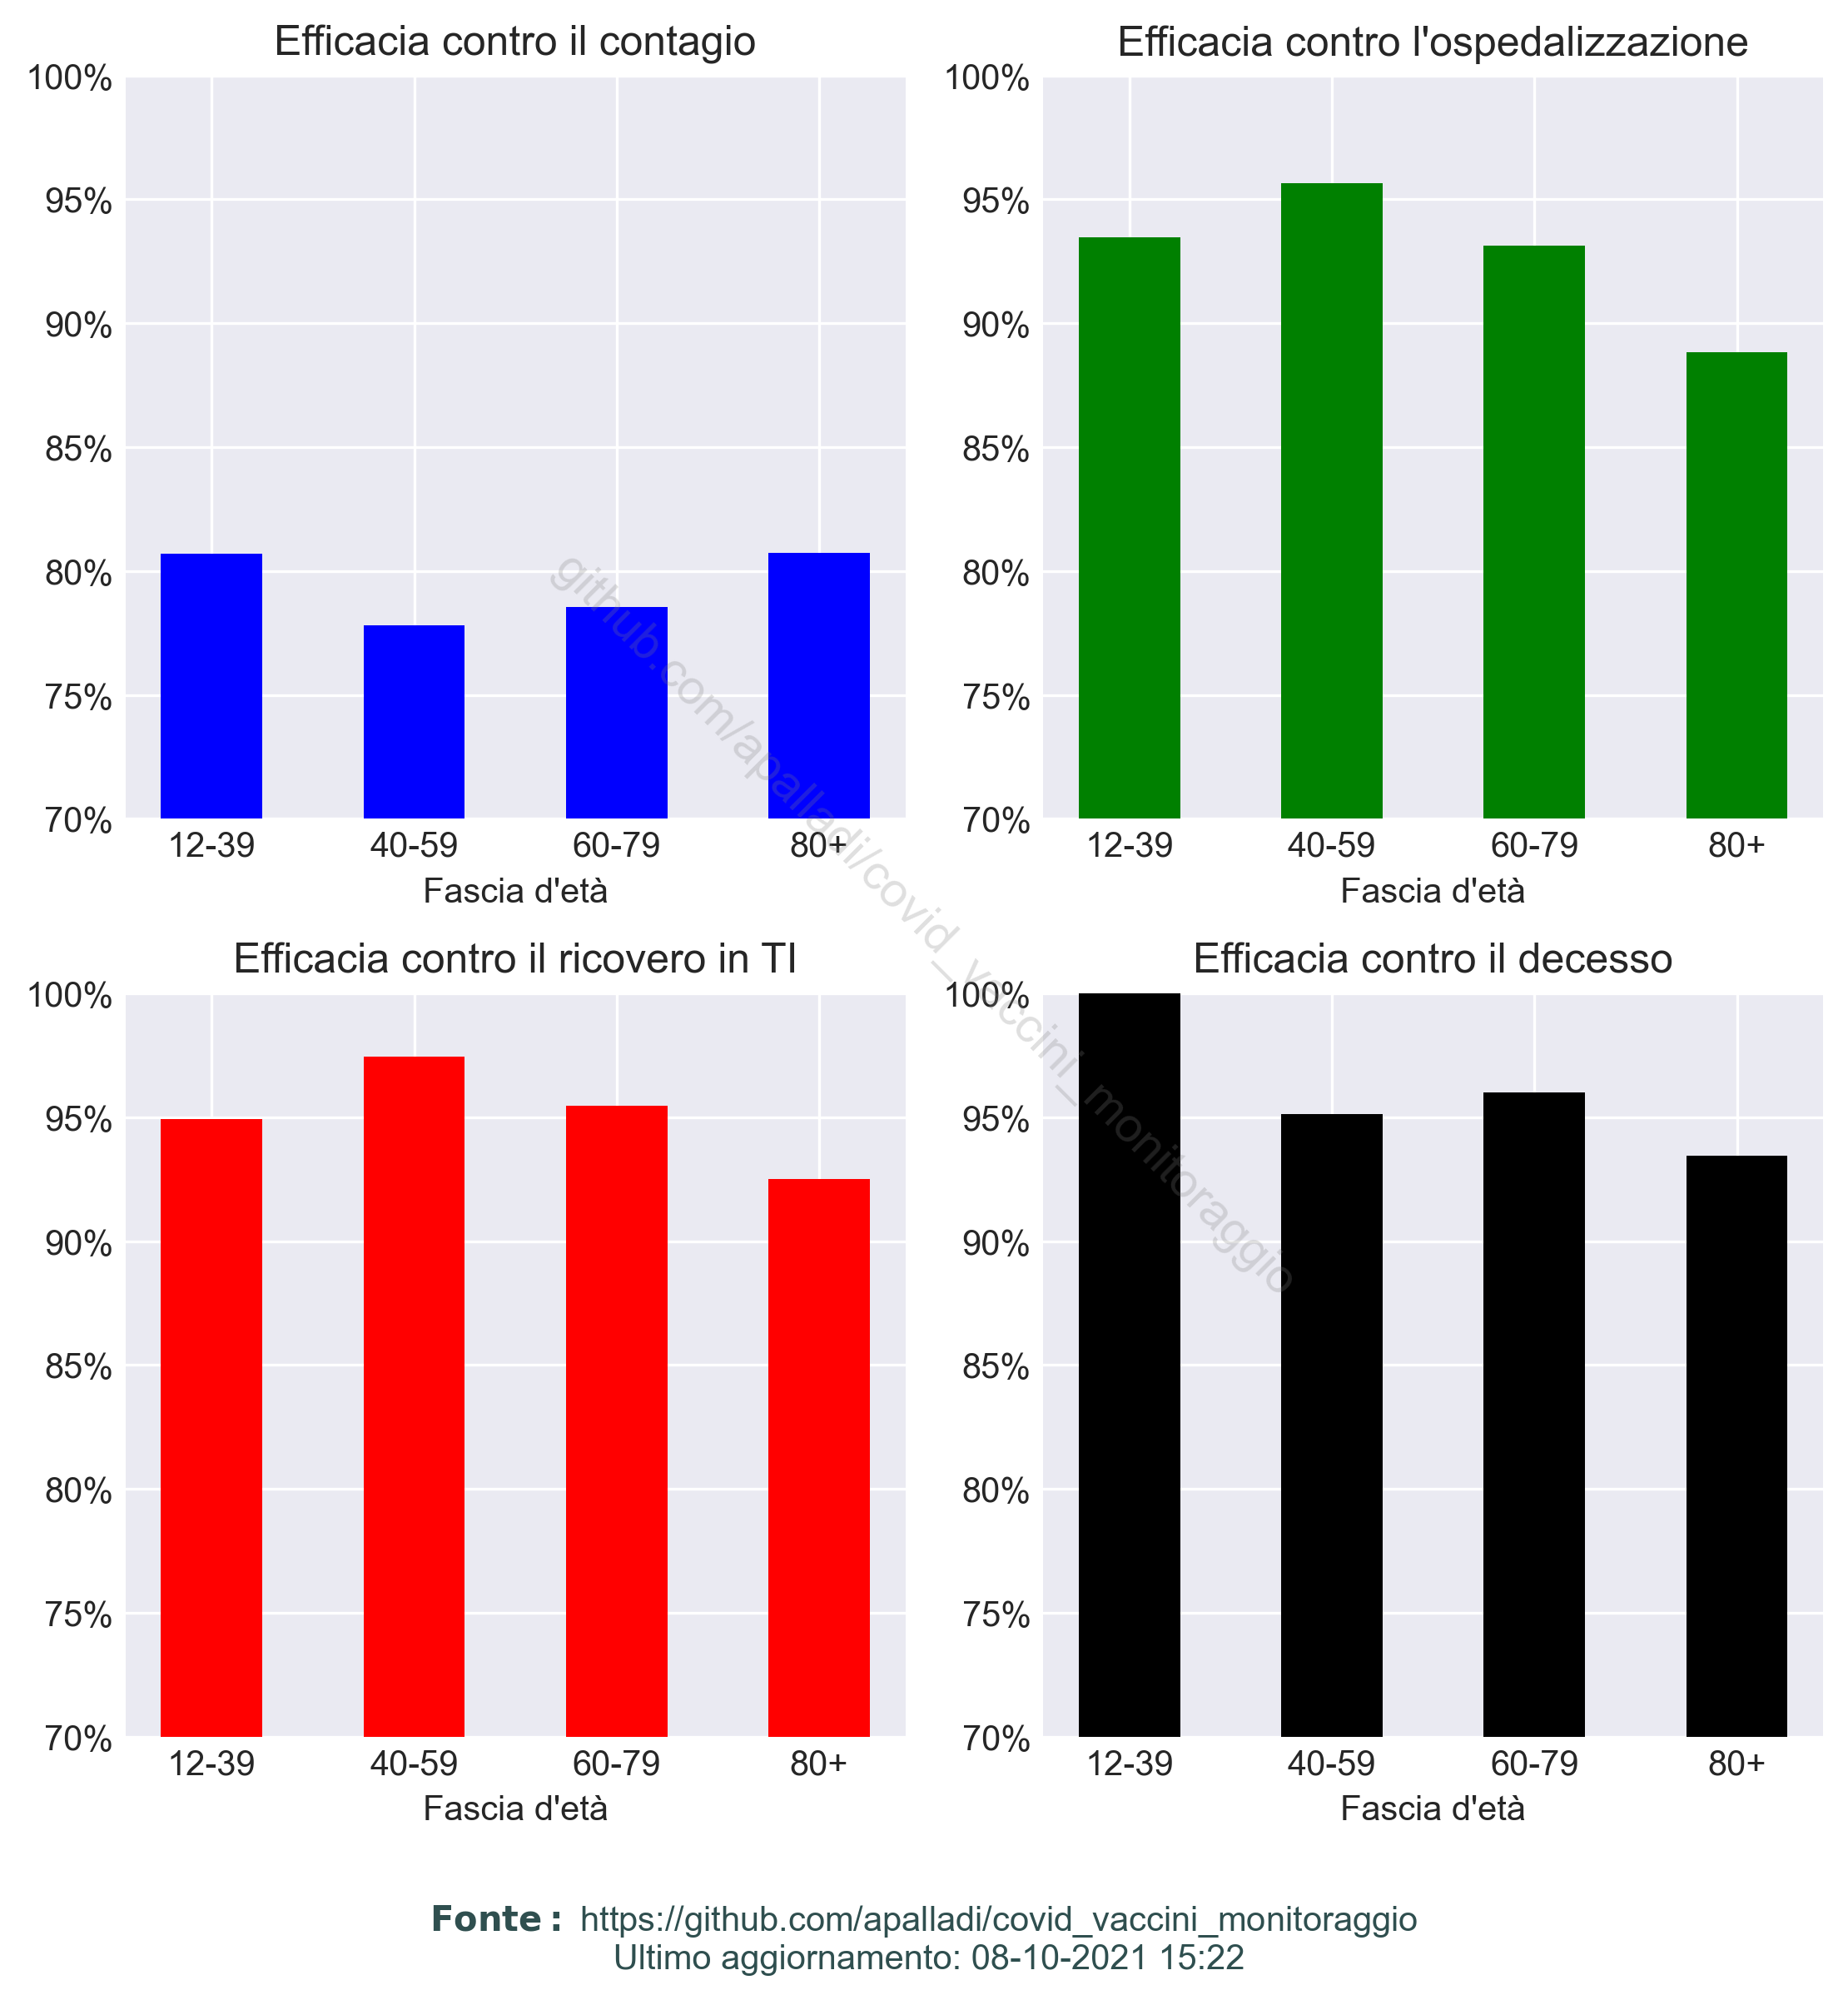 Efficacia contro il contagio
100%
95%
90%
85%
80%
75%
70%
12-39 40-59 60-79 80+
Fascia d'età
Efficacia contro l'ospedalizzazione
100%
95%
90%
85%
80%
75%
70%
12-39 40-59 60-79 80+
Fascia d'età
github.com/apalladi/covid_vaccini_monitoraggio
Efficacia contro il ricovero in TI
100%
95%
90%
85%
80%
75%
70%
12-39 40-59 60-79 80+
Fascia d'età
Efficacia contro il decesso
100%
95%
90%
85%
80%
75%
70%
12-39 40-59 60-79 80+
Fascia d'età
Fonte: https://github.com/apalladi/covid_vaccini_monitoraggio
Ultimo aggiornamento: 08-10-2021 15:22